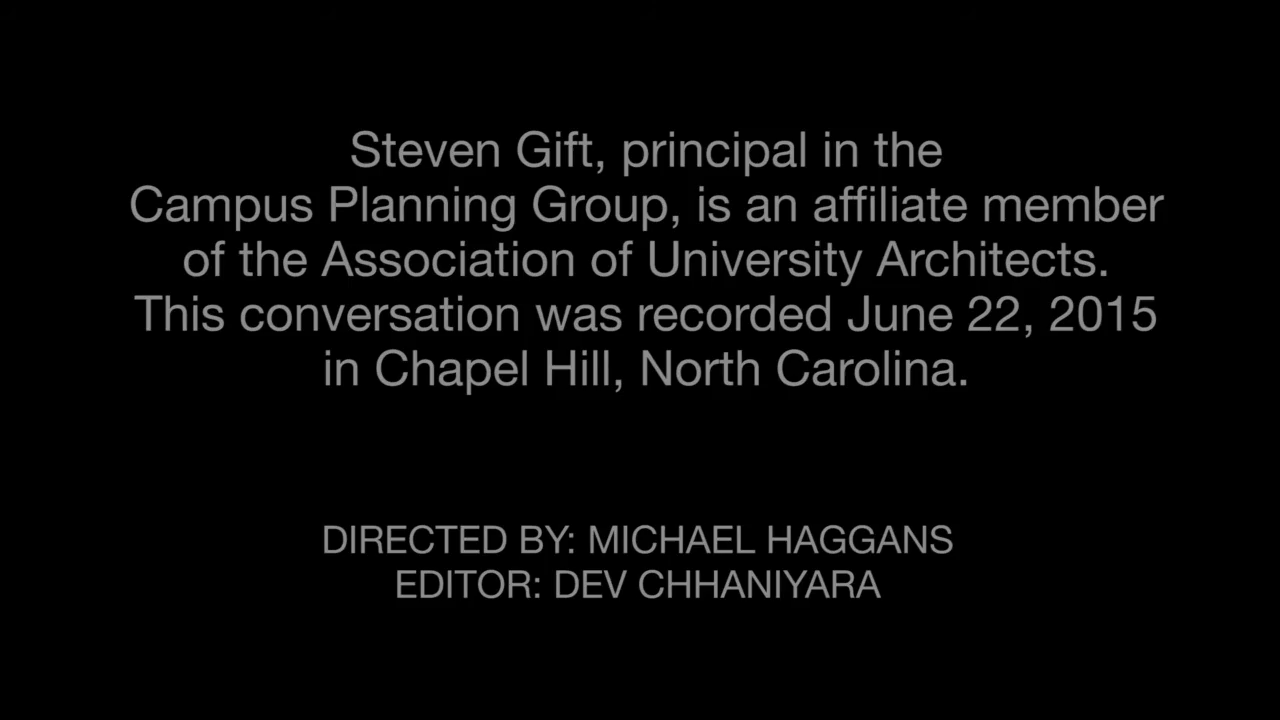 Steven Gift, principal in the
Campus Planning Group, is an affiliate member
of the Association of University Architects.
This conversation was recorded June 22, 2015
in Chapel Hill, North Carolina.
DIRECTED BY: MICHAEL HAGGANS
EDITOR: DEV CHHANIYARA